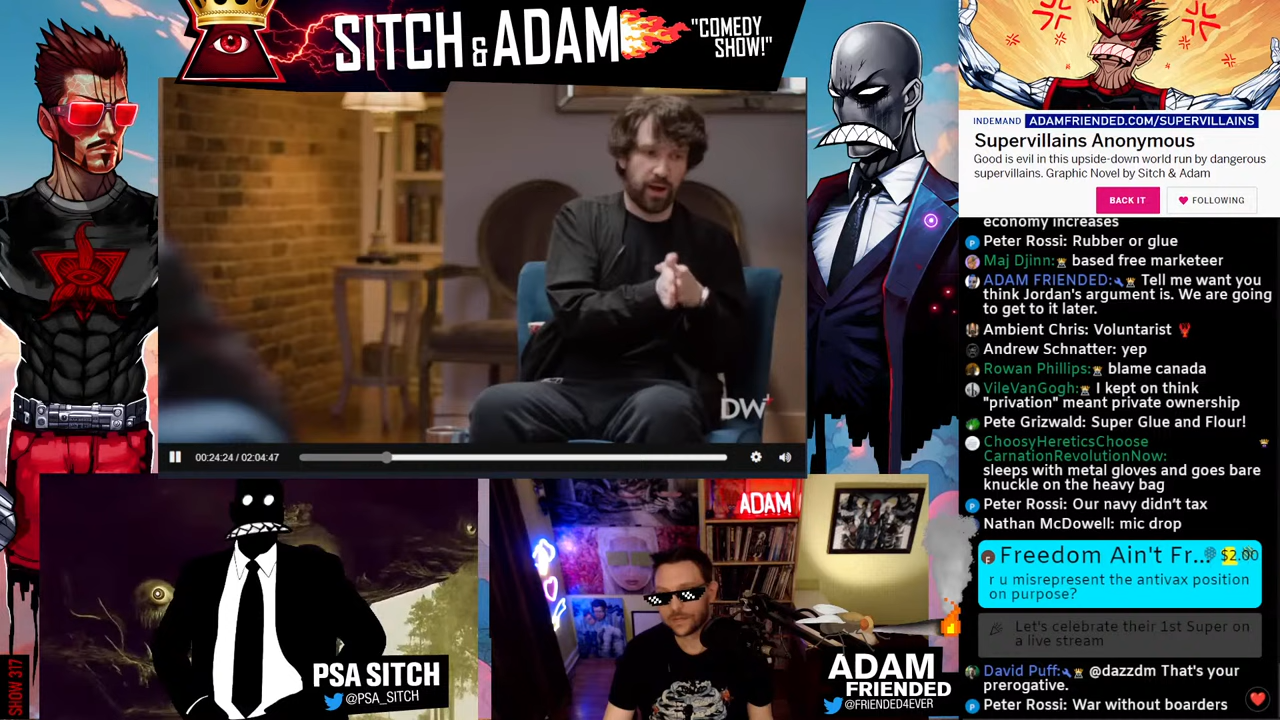 SITCH & ADAM
"COMEDY
SHOW!"
DW+
00:24:24 / 02:04:47
ADAM
PSA SITCH
@PSA_SITCH
ADAM
FRIENDED
@FRIENDED4EVER
SHOW 317
INDEMAND ADAMFRIENDED.COM/SUPERVILLAINS
Supervillains Anonymous
Good is evil in this upside-down world run by dangerous
supervillains. Graphic Novel by Sitch & Adam
BACK IT
FOLLOWING
economy increases
Peter Rossi: Rubber or glue
Maj Djinn: based free marketeer
ADAM FRIENDED: Tell me want you
think Jordan's argument is. We are going
to get to it later.
Ambient Chris: Voluntarist
Andrew Schnatter: yep
Rowan Phillips: blame canada
VileVanGogh: I kept on think
"privation" meant private ownership
Pete Grizwald: Super Glue and Flour!
ChoosyHereticsChoose
CarnationRevolutionNow:
sleeps with metal gloves and goes bare
knuckle on the heavy bag
Peter Rossi: Our navy didn't tax
Nathan McDowell: mic drop
Freedom Ain't Fr... $2.00
r u misrepresent the antivax position
on purpose?
Let's celebrate their 1st Super on
a live stream
David Puff: @dazzdm That's your
prerogative.
Peter Rossi: War without boarders